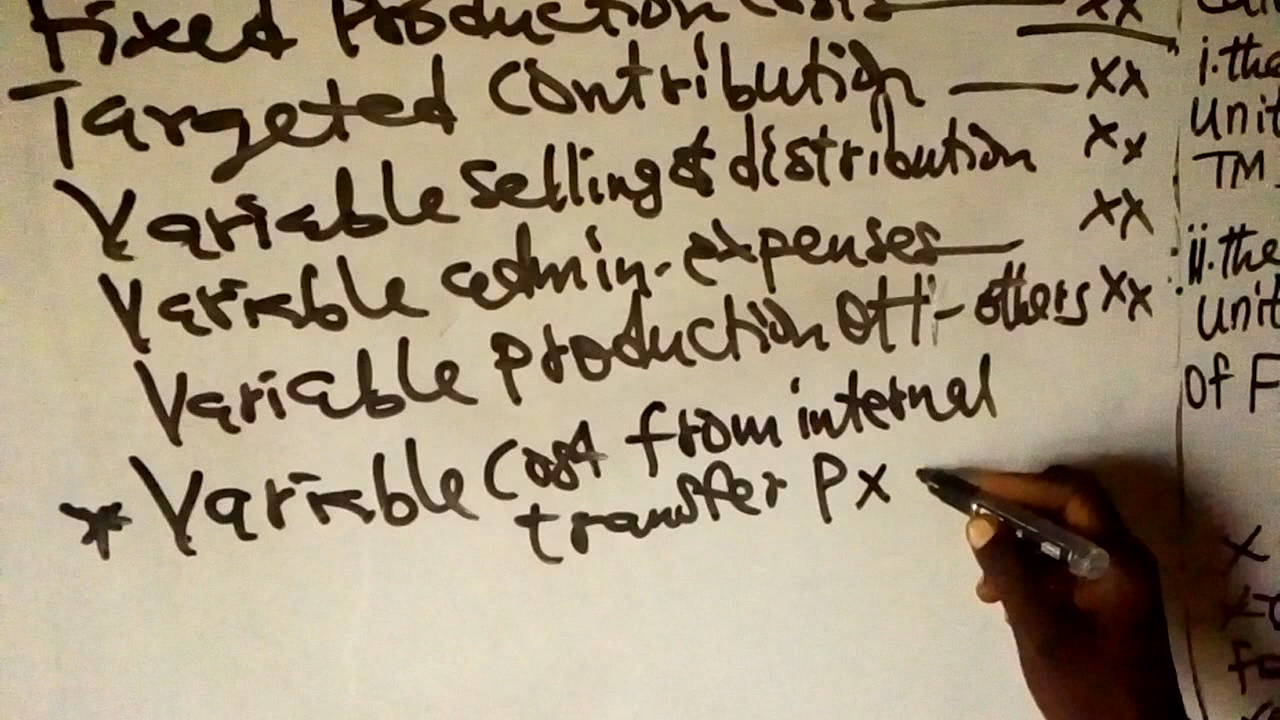 Fixed Production Costs xx
Targeted Contribution xx
Variable selling & distribution xx
Variable admin. expenses xx
Variable production OH - others xx
* Variable Cost from internal
transfer Px
i. the
Unit
TM
ii. the
Unit
of F
x